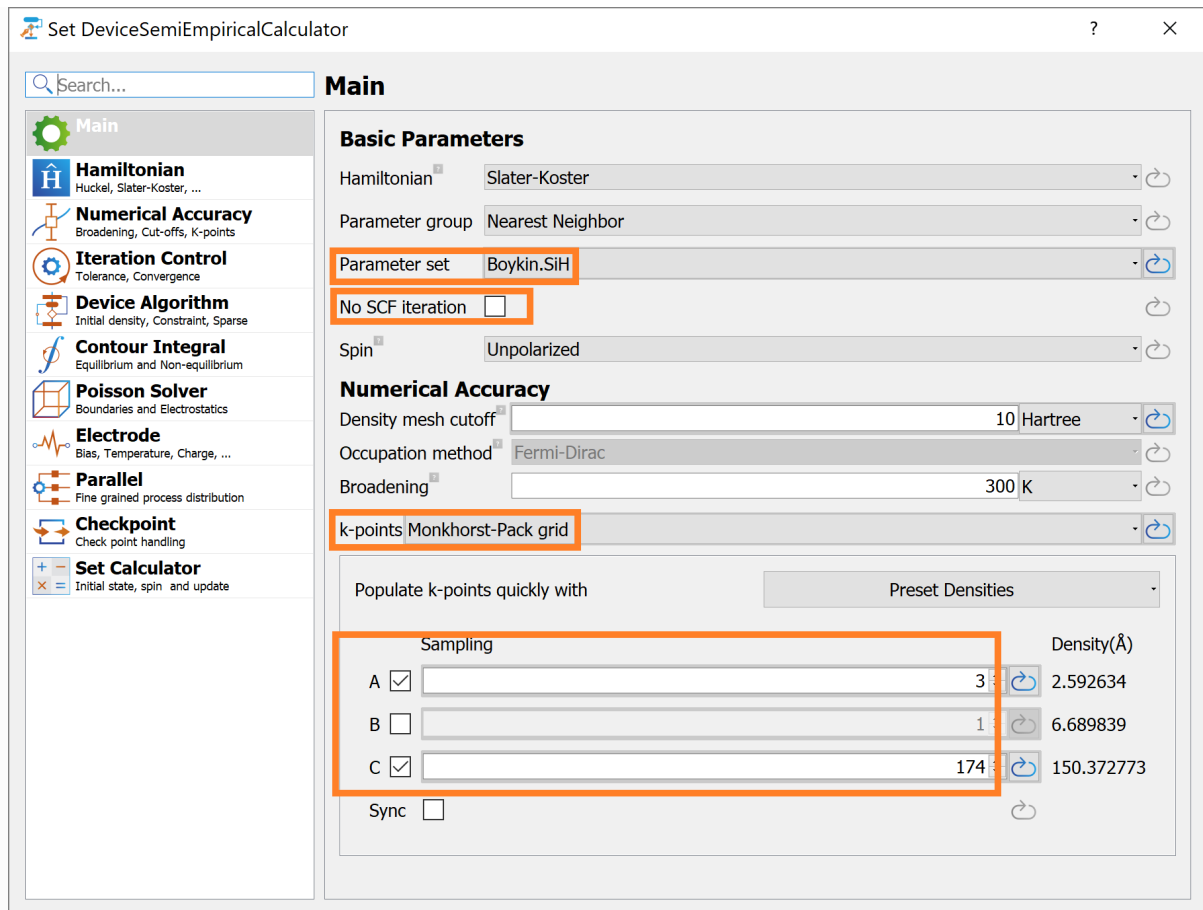 Set DeviceSemiEmpiricalCalculator
?
Search...
Main
Hamiltonian
Huckel, Slater-Koster, ...
Numerical Accuracy
Broadening, Cut-offs, K-points
Iteration Control
Tolerance, Convergence
Device Algorithm
Initial density, Constraint, Sparse
Contour Integral
Equilibrium and Non-equilibrium
Poisson Solver
Boundaries and Electrostatics
Electrode
Bias, Temperature, Charge, ...
Parallel
Fine grained process distribution
Checkpoint
Check point handling
Set Calculator
Initial state, spin and update
Main
Basic Parameters
Hamiltonian ? Slater-Koster
Parameter group Nearest Neighbor
Parameter set Boykin.SiH
No SCF iteration
Spin ? Unpolarized
Numerical Accuracy
Density mesh cutoff ? 10 Hartree
Occupation method ? Fermi-Dirac
Broadening ? 300 K
k-points Monkhorst-Pack grid
Populate k-points quickly with Preset Densities
Sampling Density(Å)
A 3 2.592634
B 1 6.689839
C 174 150.372773
Sync